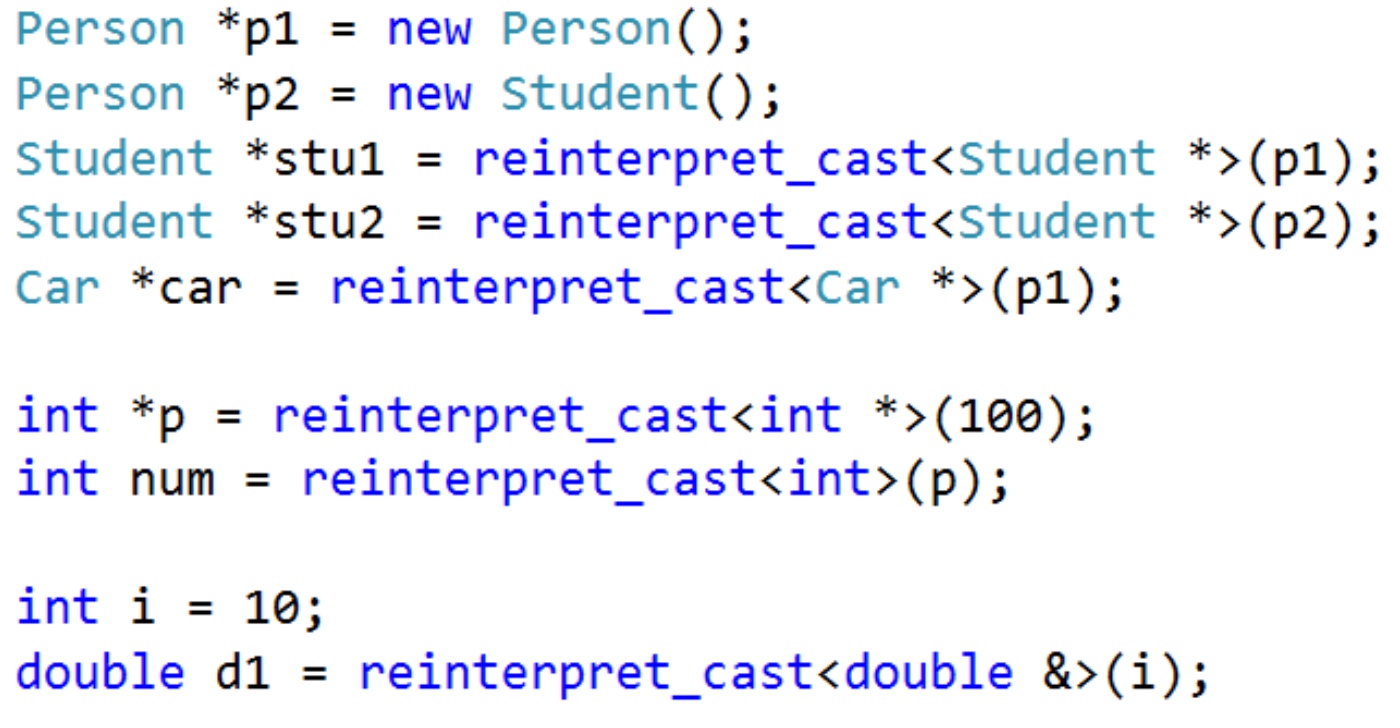 Person *p1 = new Person();
Person *p2 = new Student();
Student *stu1 = reinterpret_cast<Student *>(p1);
Student *stu2 = reinterpret_cast<Student *>(p2);
Car *car = reinterpret_cast<Car *>(p1);
int *p = reinterpret_cast<int *>(100);
int num = reinterpret_cast<int>(p);
int i = 10;
double d1 = reinterpret_cast<double &>(i);